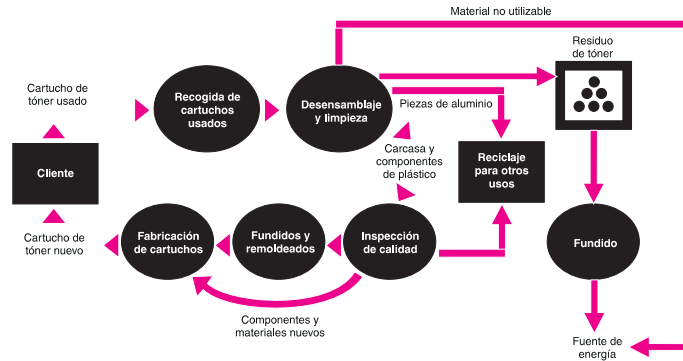 Material no utilizable
Residuo
de tóner
Cartucho de
tóner usado
Recogida de
cartuchos
usados
Desensamblaje
y limpieza
Piezas de aluminio
Carcasa y
componentes
de plástico
Reciclaje
para otros
usos
Cliente
Cartucho de
tóner nuevo
Fabricación
de cartuchos
Fundidos y
remoldeados
Inspección
de calidad
Fundido
Componentes y
materiales nuevos
Fuente de
energía